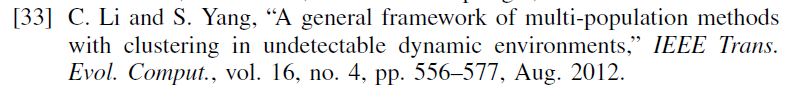 [33] C. Li and S. Yang, “A general framework of multi-population methods
with clustering in undetectable dynamic environments,” IEEE Trans.
Evol. Comput., vol. 16, no. 4, pp. 556–577, Aug. 2012.